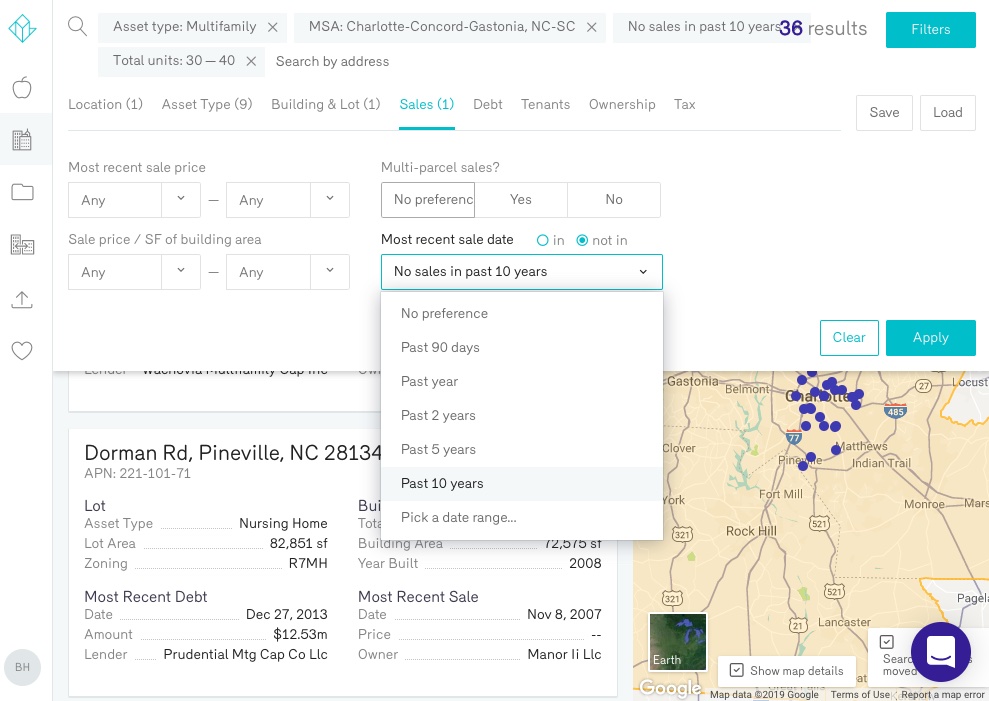 Asset type: Multifamily
MSA: Charlotte-Concord-Gastonia, NC-SC
No sales in past 10 years
36 results
Filters
Total units: 30 — 40
Search by address
Location (1)
Asset Type (9)
Building & Lot (1)
Sales (1)
Debt
Tenants
Ownership
Tax
Save
Load
Most recent sale price
Any
—
Any
Multi-parcel sales?
No preferenc
Yes
No
Sale price / SF of building area
Any
—
Any
Most recent sale date
in
not in
No sales in past 10 years
No preference
Past 90 days
Past year
Past 2 years
Past 5 years
Past 10 years
Pick a date range...
Clear
Apply
Lender Wachovia Multifamily Cap Inc
Dorman Rd, Pineville, NC 28134
APN: 221-101-71
Lot
Asset Type Nursing Home
Lot Area 82,851 sf
Zoning R7MH
Bui
Tota
Building Area 72,575 sf
Year Built 2008
Most Recent Debt
Date Dec 27, 2013
Amount $12.53m
Lender Prudential Mtg Cap Co Llc
Most Recent Sale
Date Nov 8, 2007
Price --
Owner Manor Ii Llc
BH
Gastonia
Belmont
Charlotte
27
Locust
485
77
Clover
Matthews
Pineville
Indian Trail
York
Fort Mill
Monroe
Mars
Rock Hill
521
321
521
321
21
Lancaster
Pagel
Earth
Show map details
Sear
moved
Google
Map data ©2019 Google
Terms of Use
Report a map error